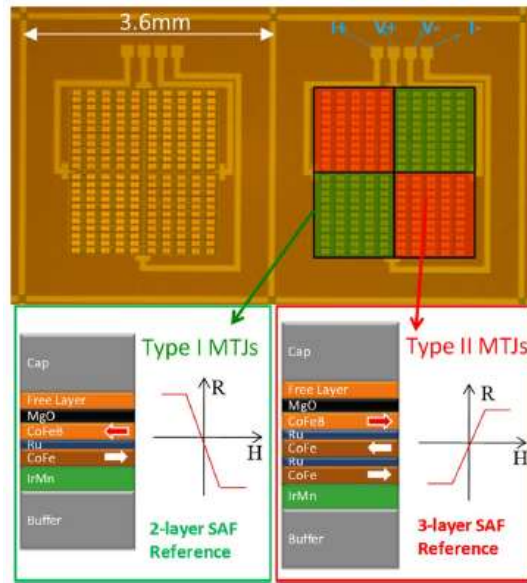 3.6mm
I+ V+ V- I-
Type I MTJs
Cap
Free Layer
MgO
CoFeB
Ru
CoFe
IrMn
Buffer
R
H
2-layer SAF
Reference
Type II MTJs
Cap
Free Layer
MgO
CoFeB
Ru
CoFe
Ru
CoFe
IrMn
Buffer
R
H
3-layer SAF
Reference